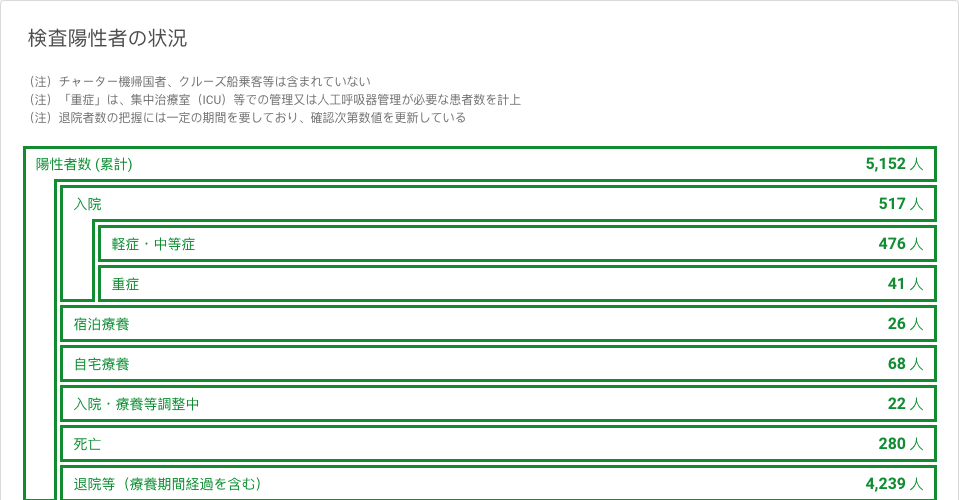 検査陽性者の状況
（注）チャーター機帰国者、クルーズ船乗客等は含まれていない
（注）「重症」は、集中治療室（ICU）等での管理又は人工呼吸器管理が必要な患者数を計上
（注）退院者数の把握には一定の期間を要しており、確認次第数値を更新している
陽性者数 (累計) 5,152 人
入院 517 人
軽症・中等症 476 人
重症 41 人
宿泊療養 26 人
自宅療養 68 人
入院・療養等調整中 22 人
死亡 280 人
退院等（療養期間経過を含む） 4,239 人